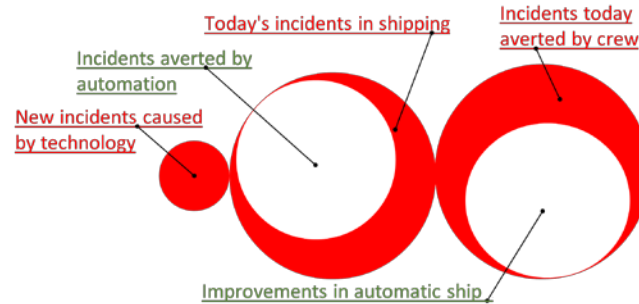 Today's incidents in shipping
Incidents today
averted by crew
Incidents averted by
automation
New incidents caused
by technology
Improvements in automatic ship